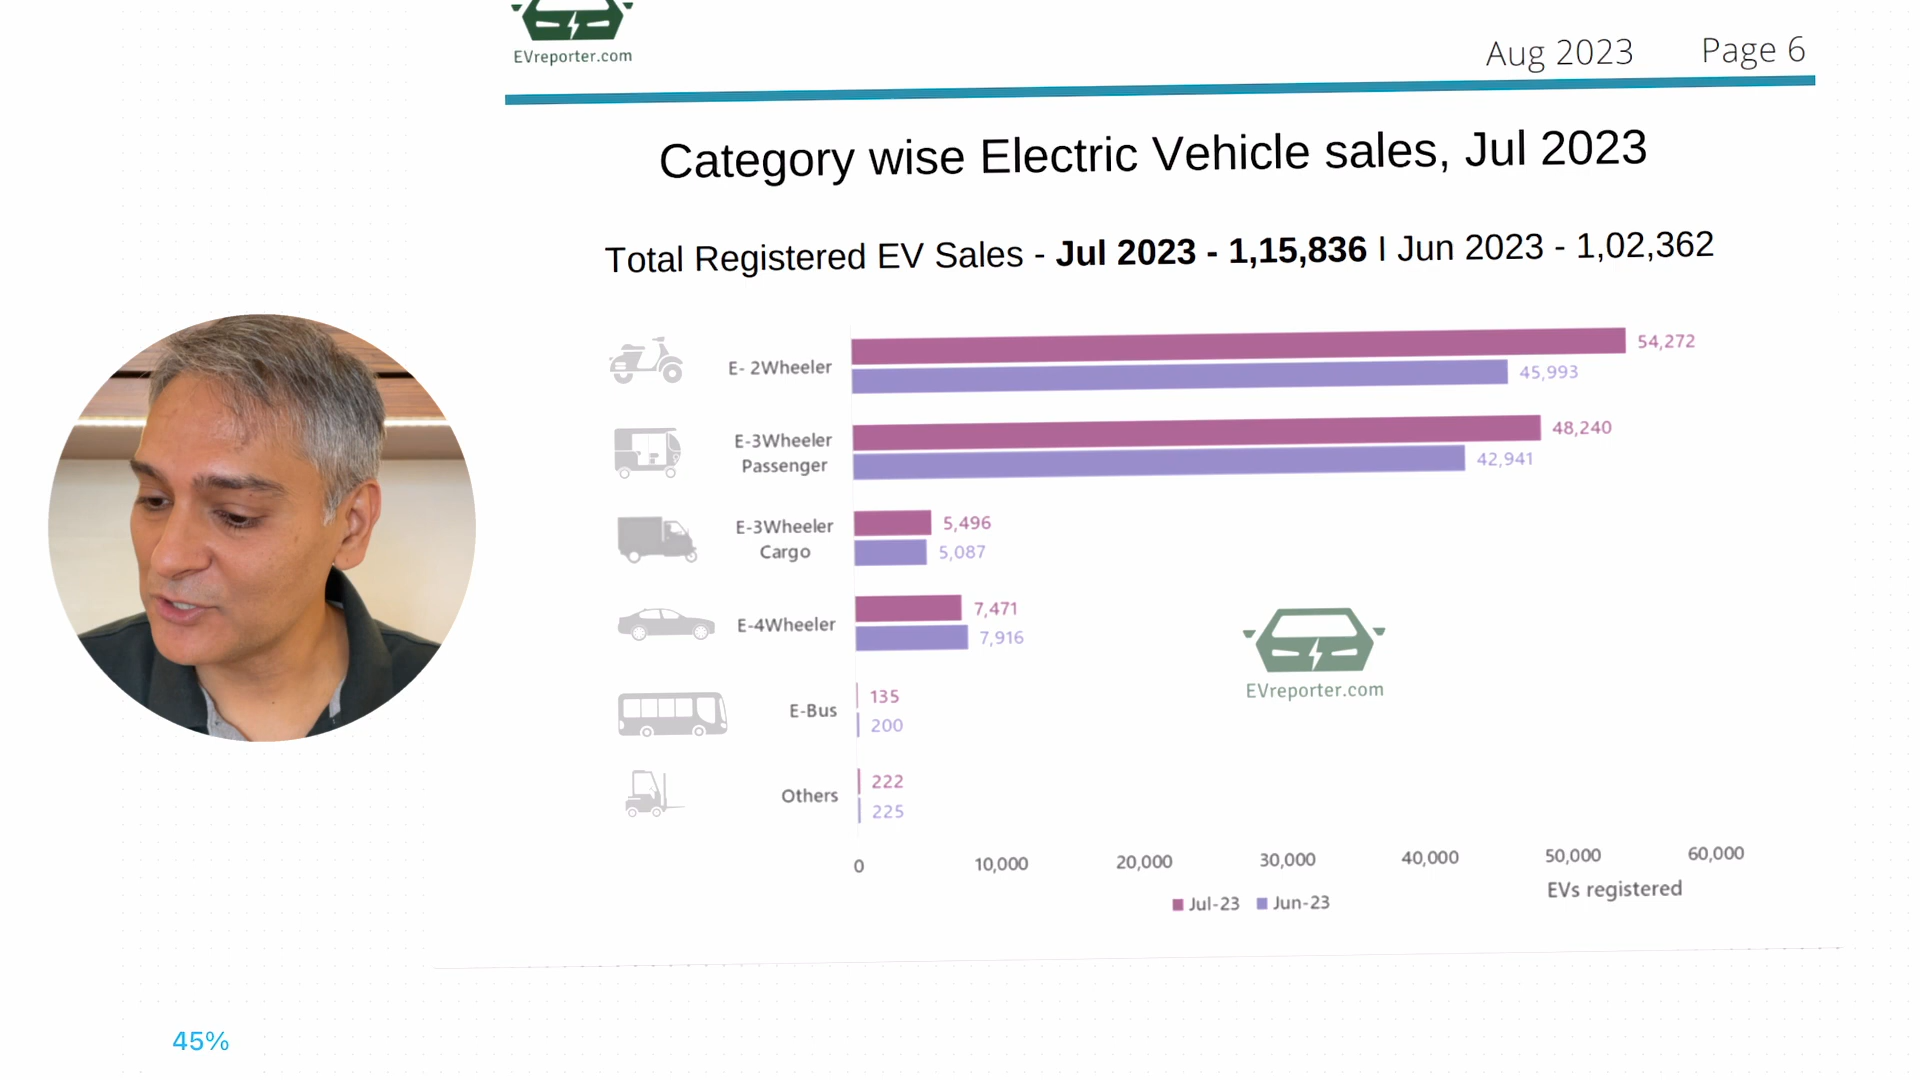 EVreporter.com
Aug 2023 Page 6
Category wise Electric Vehicle sales, Jul 2023
Total Registered EV Sales - Jul 2023 - 1,15,836 I Jun 2023 - 1,02,362
E- 2Wheeler
54,272
45,993
E-3Wheeler
Passenger
48,240
42,941
E-3Wheeler
Cargo
5,496
5,087
E-4Wheeler
7,471
7,916
EVreporter.com
E-Bus
135
200
Others
222
225
0 10,000 20,000 30,000 40,000 50,000 60,000
EVs registered
Jul-23 Jun-23
45%